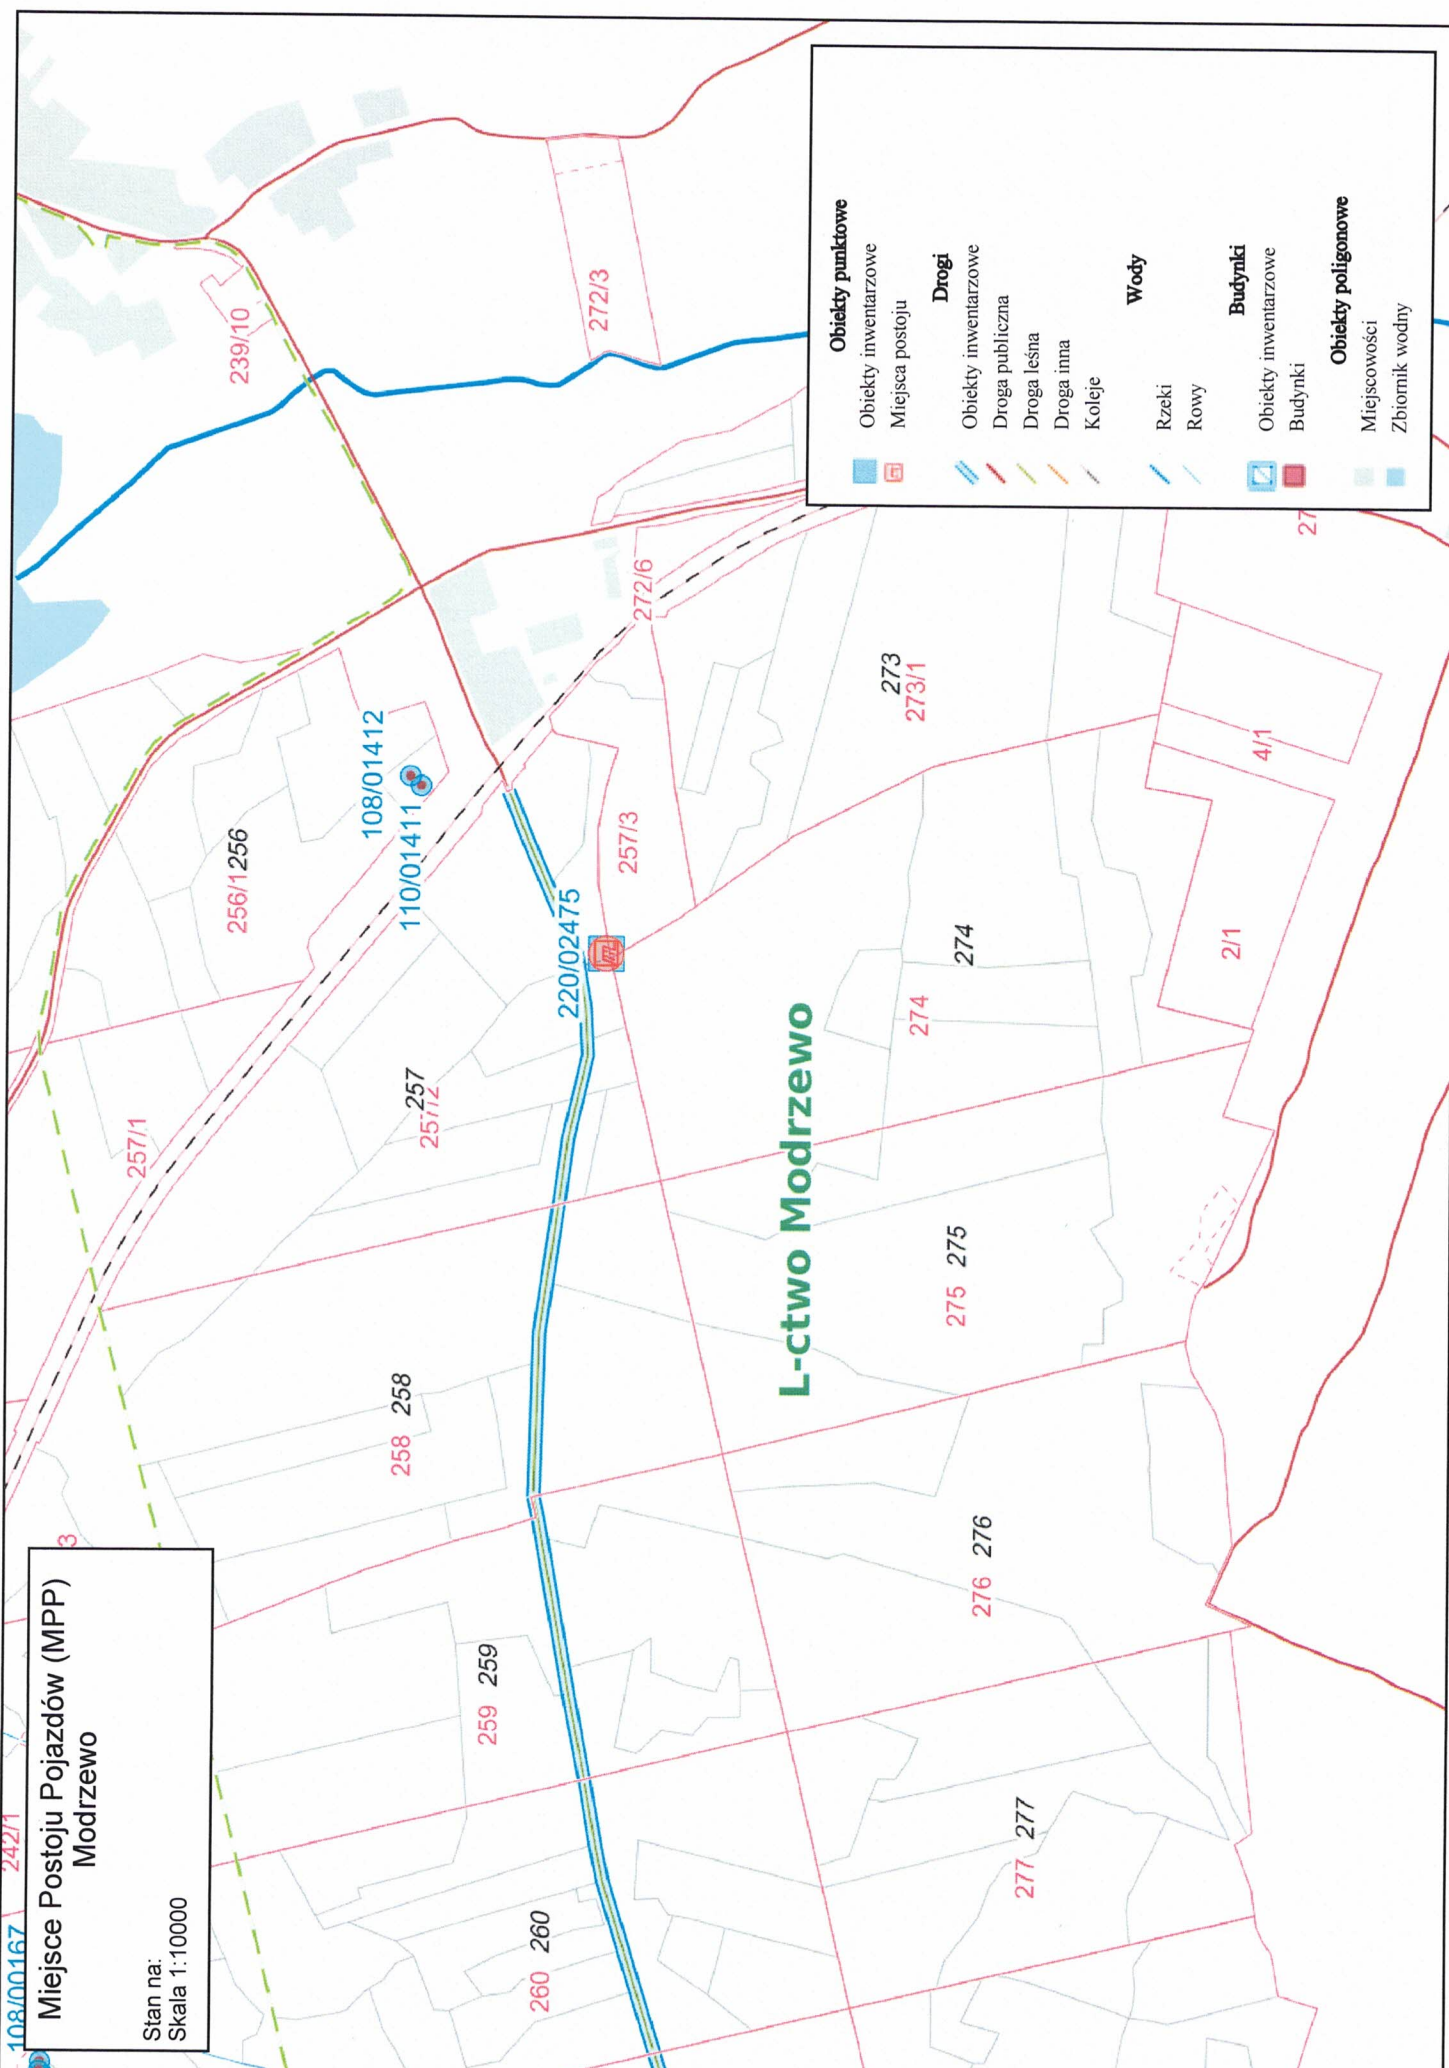 Miejsce Postoju Pojazdów (MPP)
Modrzewo
Stan na:
Skala 1:10000
108/00167
242/1
3
257/1
256/1
256
239/10
108/01412
110/01411
257/2
257
258
258
259
259
260
260
220/02475
257/3
272/6
272/3
L-ctwo Modrzewo
273
273/1
274
274
275
275
276
276
277
277
2/1
4/1
27
Obiekty punktowe
Obiekty inwentarzowe
Miejsca postoju
Drogi
Obiekty inwentarzowe
Droga publiczna
Droga leśna
Droga inna
Koleje
Wody
Rzeki
Rowy
Budynki
Obiekty inwentarzowe
Budynki
Obiekty poligonowe
Miejscowości
Zbiornik wodny